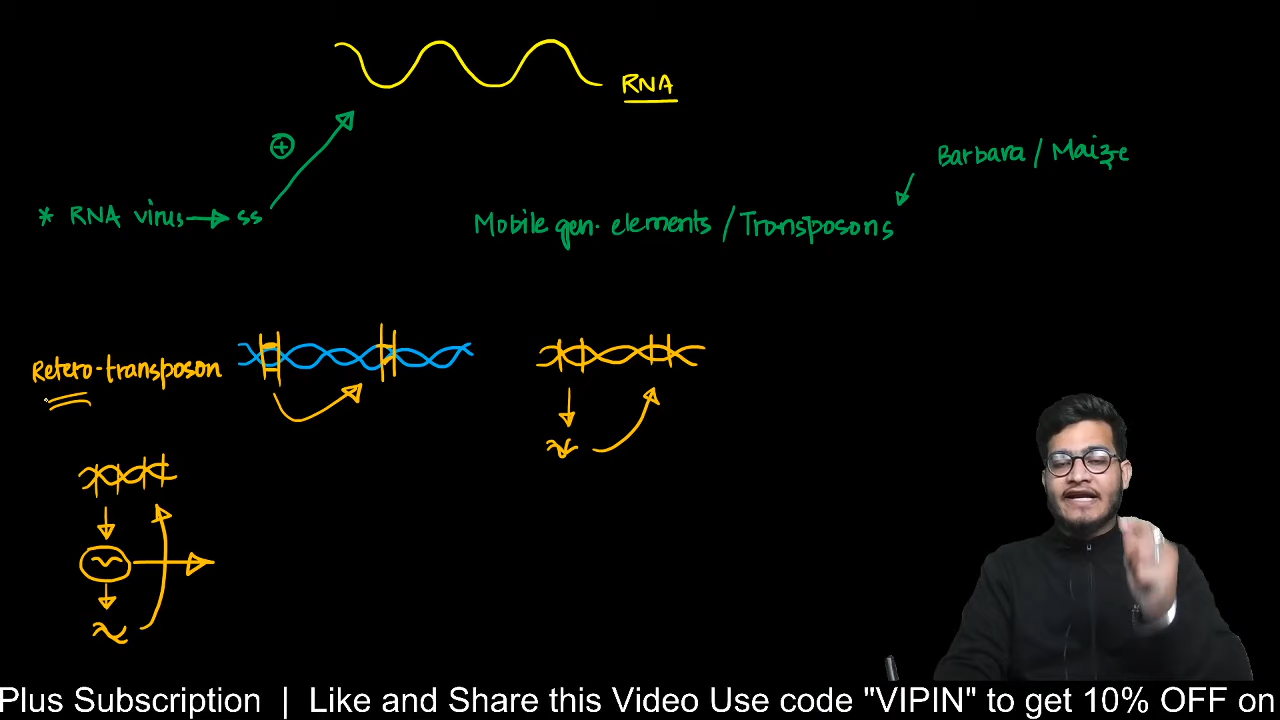 RNA
+
Barbara / Maize
* RNA virus → ss
Mobile gen. elements / Transposons
Retero-transposon
Plus Subscription | Like and Share this Video Use code "VIPIN" to get 10% OFF on